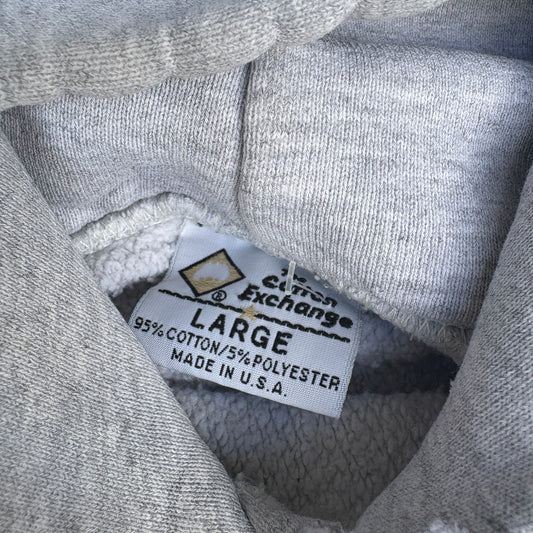 The
Cotton
Exchange
®
LARGE
95% COTTON/5% POLYESTER
MADE IN U.S.A.